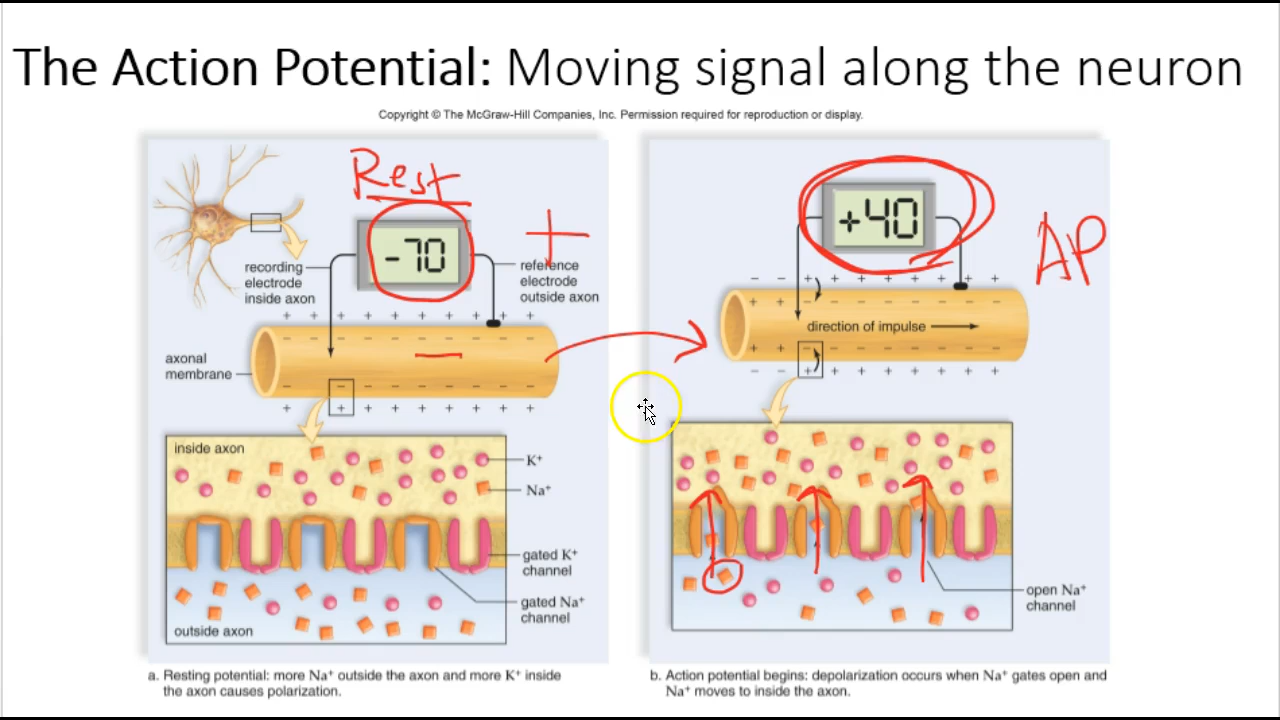 The Action Potential: Moving signal along the neuron
Copyright © The McGraw-Hill Companies, Inc. Permission required for reproduction or display.
Rest
-70
recording
electrode
inside axon
reference
electrode
outside axon
+
+ + + + + + + + + +
- - - - - - - - -
-
axonal
membrane
- - - - - - - - - -
+ + + + + + + + + +
inside axon
K+
Na+
gated K+
channel
gated Na+
channel
outside axon
a. Resting potential: more Na+ outside the axon and more K+ inside
the axon causes polarization.
+40
AP
- - + + + + + + + +
+ + - - - - - - -
direction of impulse
+ + - - - - - - - -
- - + + + + + + + +
open Na+
channel
b. Action potential begins: depolarization occurs when Na+ gates open and
Na+ moves to inside the axon.